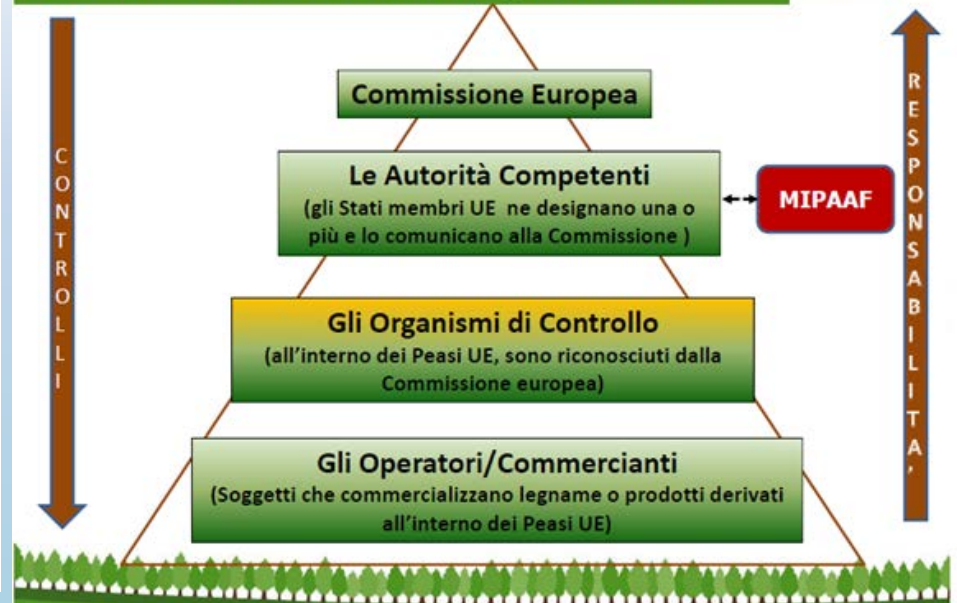 CONTROLLI
Commissione Europea
Le Autorità Competenti
(gli Stati membri UE ne designano una o
più e lo comunicano alla Commissione )
MIPAAF
Gli Organismi di Controllo
(all'interno dei Peasi UE, sono riconosciuti dalla
Commissione europea)
Gli Operatori/Commercianti
(Soggetti che commercializzano legname o prodotti derivati
all'interno dei Peasi UE)
RESPONSABILITA'